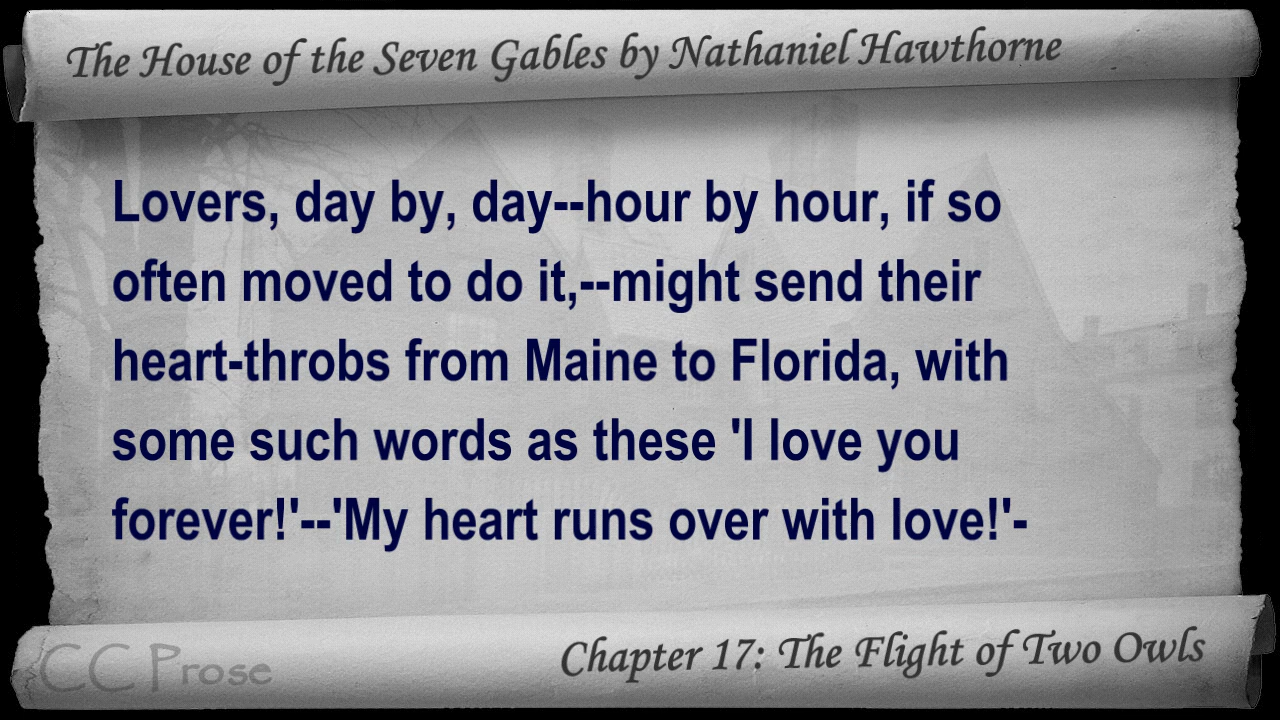 The House of the Seven Gables by Nathaniel Hawthorne
Lovers, day by, day--hour by hour, if so
often moved to do it,--might send their
heart-throbs from Maine to Florida, with
some such words as these 'I love you
forever!'--'My heart runs over with love!'-
CC Prose
Chapter 17: The Flight of Two Owls